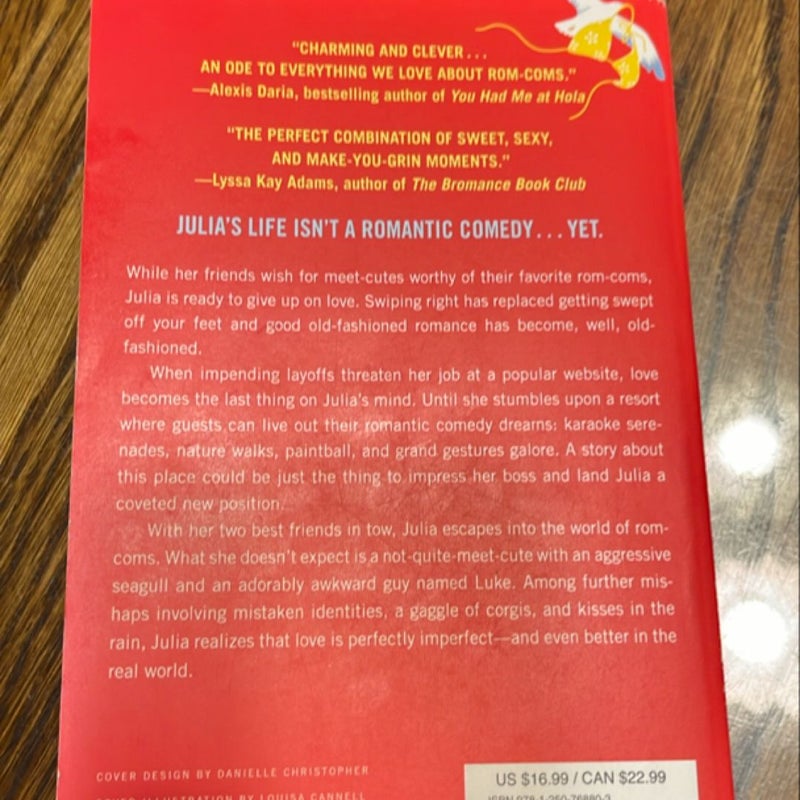 "CHARMING AND CLEVER...
AN ODE TO EVERYTHING WE LOVE ABOUT ROM-COMS."
—Alexis Daria, bestselling author of You Had Me at Hola
"THE PERFECT COMBINATION OF SWEET, SEXY,
AND MAKE-YOU-GRIN MOMENTS."
—Lyssa Kay Adams, author of The Bromance Book Club
JULIA'S LIFE ISN'T A ROMANTIC COMEDY... YET.
While her friends wish for meet-cutes worthy of their favorite rom-coms,
Julia is ready to give up on love. Swiping right has replaced getting swept
off your feet and good old-fashioned romance has become, well, old-
fashioned.
When impending layoffs threaten her job at a popular website, love
becomes the last thing on Julia's mind. Until she stumbles upon a resort
where guests can live out their romantic comedy dreams: karaoke sere-
nades, nature walks, paintball, and grand gestures galore. A story about
this place could be just the thing to impress her boss and land Julia a
coveted new position.
With her two best friends in tow, Julia escapes into the world of rom-
coms. What she doesn't expect is a not-quite-meet-cute with an aggressive
seagull and an adorably awkward guy named Luke. Among further mis-
haps involving mistaken identities, a gaggle of corgis, and kisses in the
rain, Julia realizes that love is perfectly imperfect—and even better in the
real world.
COVER DESIGN BY DANIELLE CHRISTOPHER
COVER ILLUSTRATION BY LOUISA CANNELL
US $16.99 / CAN $22.99
ISBN 978-1-250-76880-3